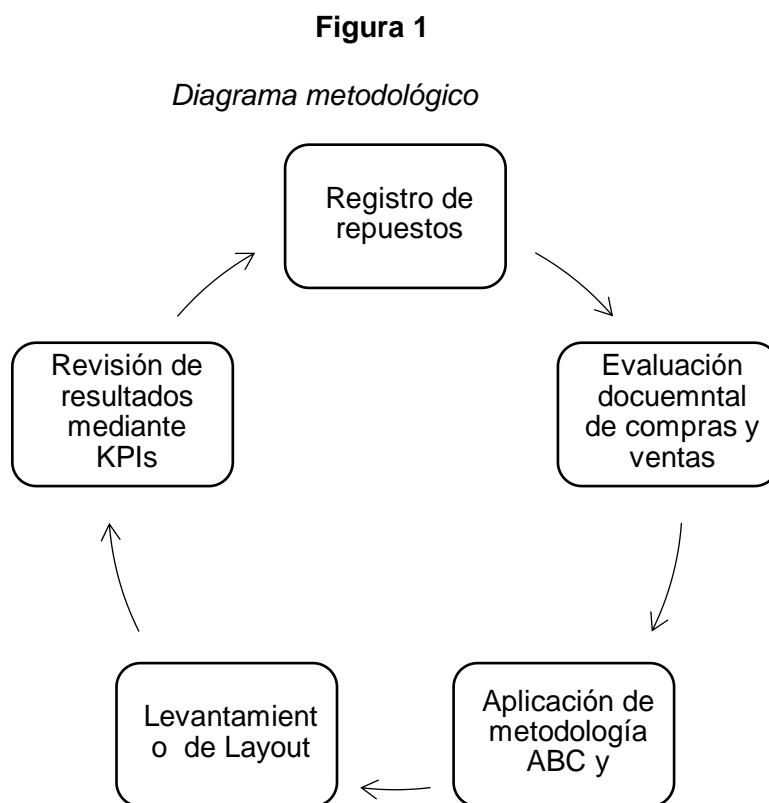 Figura 1
Diagrama metodológico
Registro de
repuestos
Evaluación
docuemntal
de compras y
ventas
Aplicación de
metodología
ABC y
Levantamient
o de Layout
Revisión de
resultados
mediante
KPIs